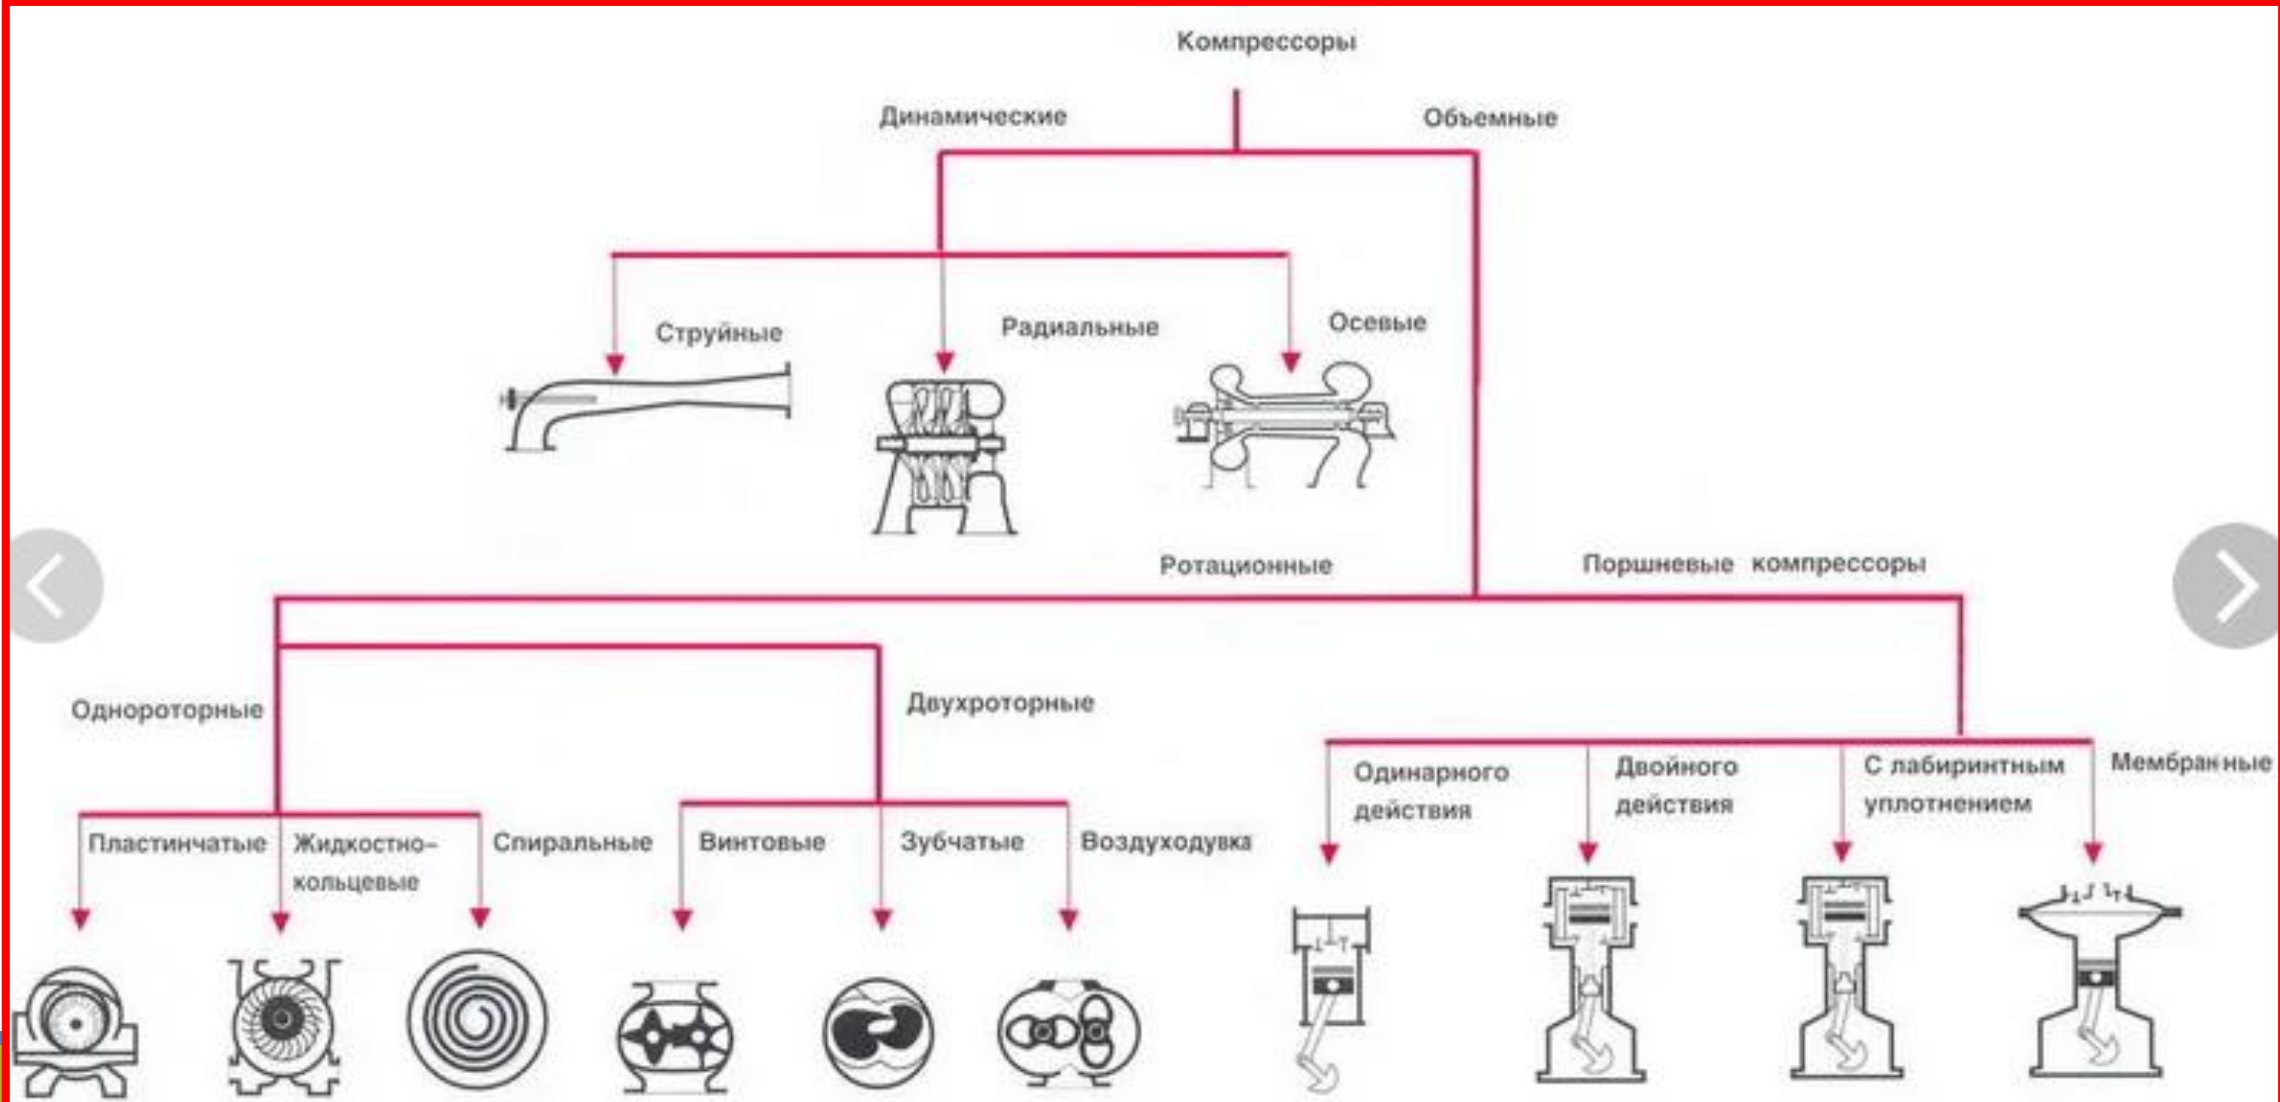 Компрессоры
Динамические
Объемные
Струйные
Радиальные
Осевые
Ротационные
Поршневые компрессоры
Однороторные
Двухроторные
Одинарного
действия
Двойного
действия
С лабиринтным
уплотнением
Мембранные
Пластинчатые
Жидкостно-
кольцевые
Спиральные
Винтовые
Зубчатые
Воздуходувка